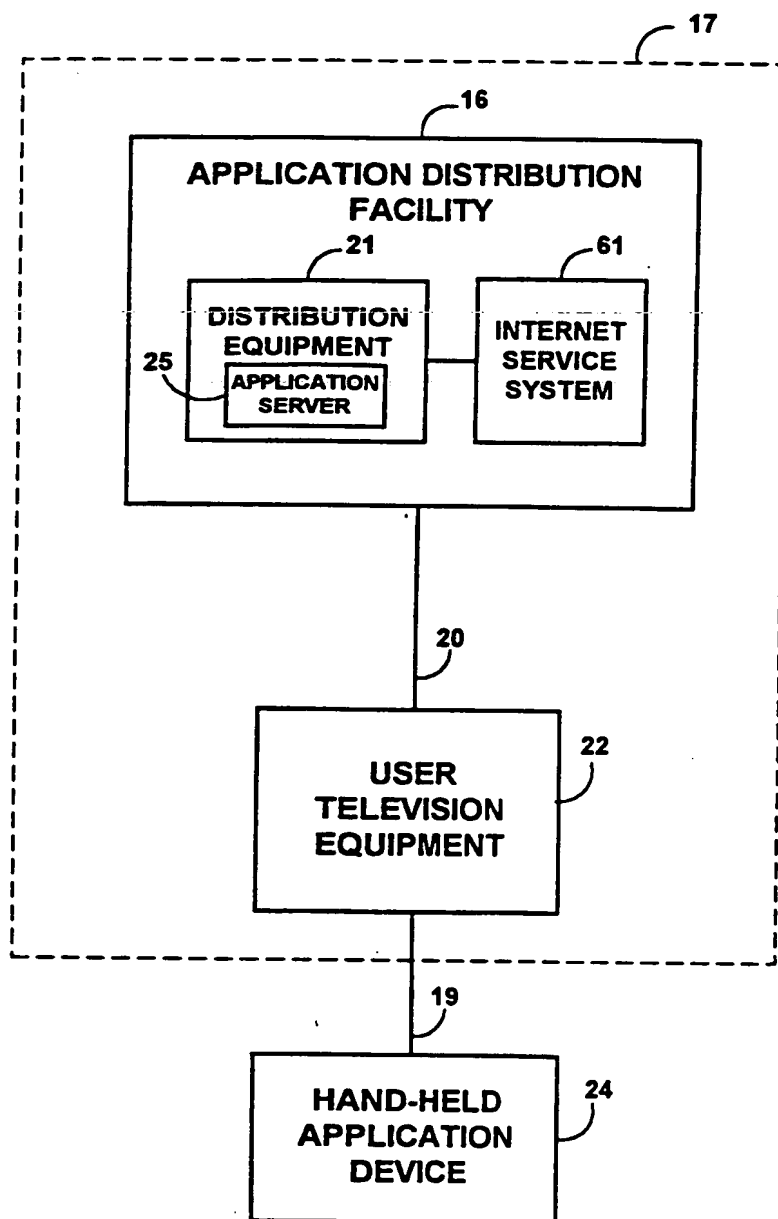 17
16
APPLICATION DISTRIBUTION
FACILITY
21
61
DISTRIBUTION
EQUIPMENT
25
APPLICATION
SERVER
INTERNET
SERVICE
SYSTEM
20
USER
TELEVISION
EQUIPMENT
22
19
HAND-HELD
APPLICATION
DEVICE
24